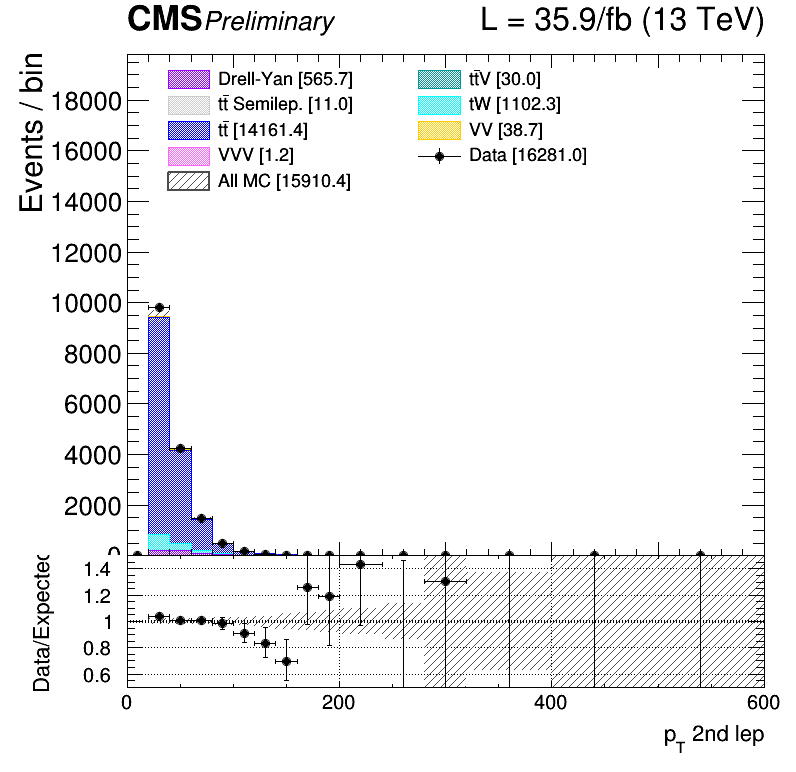 CMS Preliminary L = 35.9/fb (13 TeV)
Events / bin
Drell-Yan [565.7]
tt̄ Semilep. [11.0]
tt̄ [14161.4]
VVV [1.2]
All MC [15910.4]
tt̄V [30.0]
tW [1102.3]
VV [38.7]
Data [16281.0]
18000
16000
14000
12000
10000
8000
6000
4000
2000
0
Data/Expected
1.4
1.2
1
0.8
0.6
0 200 400 600
p_T 2nd lep